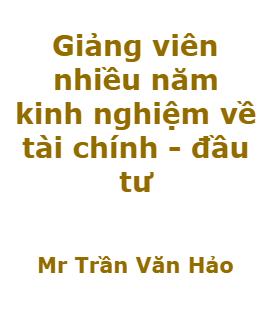 Giảng viên
nhiều năm
kinh nghiệm về
tài chính - đầu
tư
Mr Trần Văn Hảo